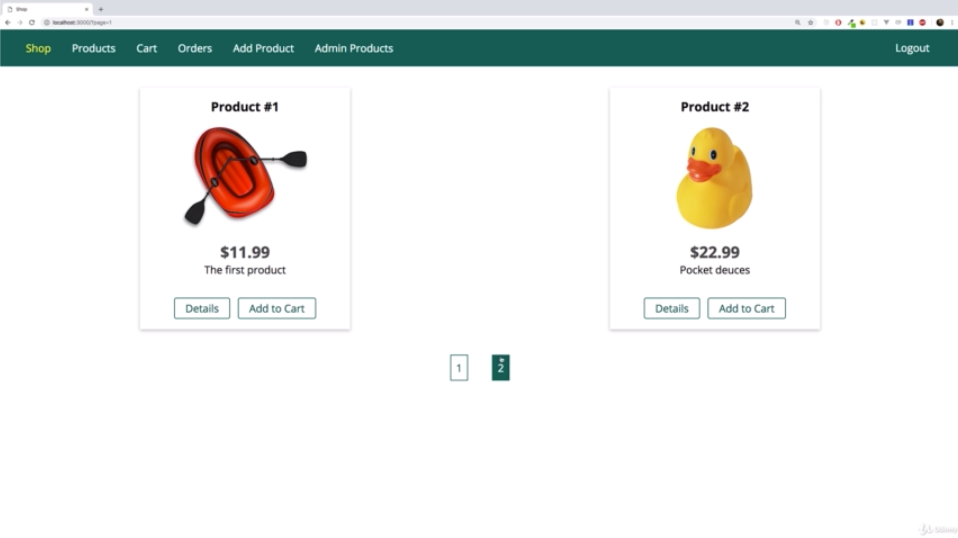 Shop
localhost:3000/?page=1
Shop Products Cart Orders Add Product Admin Products Logout
Product #1
$11.99
The first product
Details Add to Cart
Product #2
$22.99
Pocket deuces
Details Add to Cart
1 2
Udemy